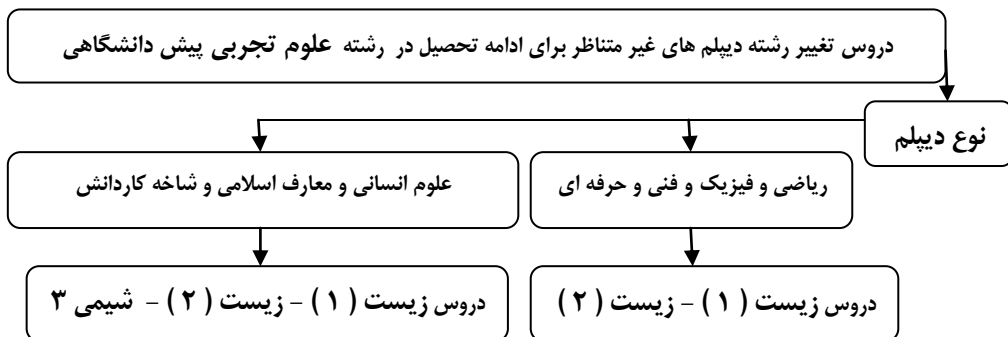 دروس تغییر رشته دیپلم های غیر متناظر برای ادامه تحصیل در رشته علوم تجربی پیش دانشگاهی
نوع دیپلم
ریاضی و فیزیک و فنی و حرفه ای
علوم انسانی و معارف اسلامی و شاخه کاردانش
دروس زیست ( ۱ ) - زیست ( ۲ )
دروس زیست ( ۱ ) - زیست ( ۲ ) - شیمی ۳